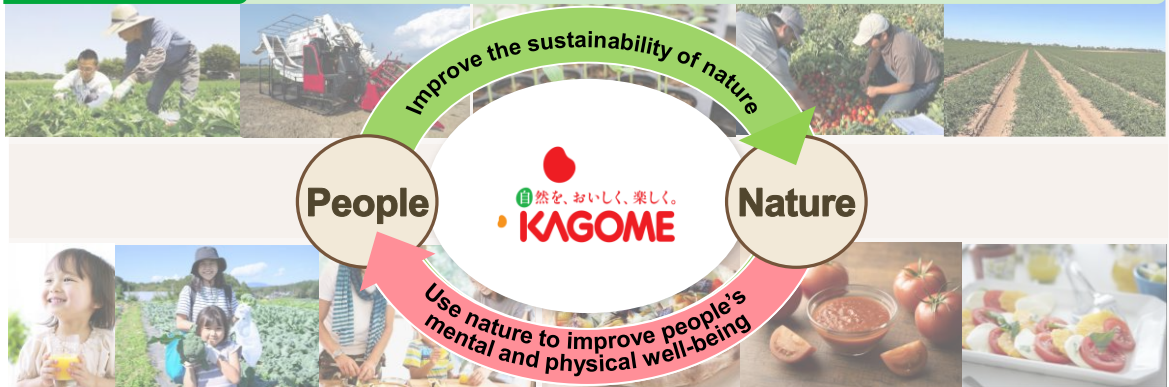 Improve the sustainability of nature
People
自然を、おいしく、楽しく。
KAGOME
Nature
Use nature to improve people's
mental and physical well-being